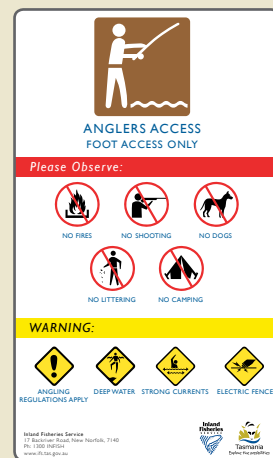 ANGLERS ACCESS
FOOT ACCESS ONLY
Please Observe:
NO FIRES
NO SHOOTING
NO DOGS
NO LITTERING
NO CAMPING
WARNING:
ANGLING
REGULATIONS APPLY
DEEP WATER
STRONG CURRENTS
ELECTRIC FENCE
Inland Fisheries Service
17 Backriver Road, New Norfolk, 7140
Ph: 1300 INFISH
www.ifs.tas.gov.au
Inland
Fisheries
SERVICE
Tasmania
Explore the possibilities